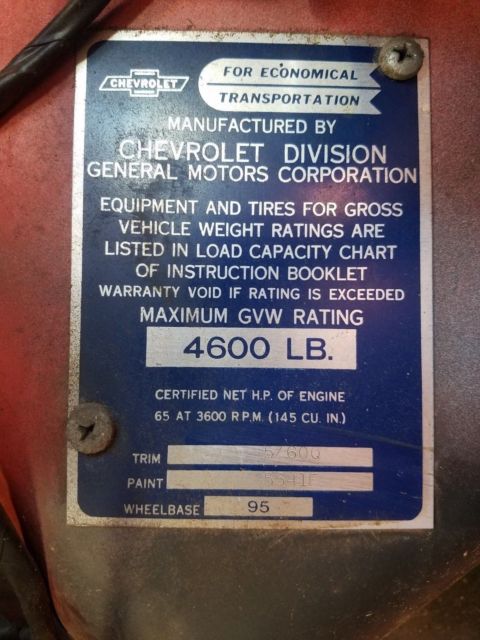 CHEVROLET
FOR ECONOMICAL
TRANSPORTATION
MANUFACTURED BY
CHEVROLET DIVISION
GENERAL MOTORS CORPORATION
EQUIPMENT AND TIRES FOR GROSS
VEHICLE WEIGHT RATINGS ARE
LISTED IN LOAD CAPACITY CHART
OF INSTRUCTION BOOKLET
WARRANTY VOID IF RATING IS EXCEEDED
MAXIMUM GVW RATING
4600 LB.
CERTIFIED NET H.P. OF ENGINE
65 AT 3600 R.P.M. (145 CU. IN.)
TRIM
PAINT
WHEELBASE 95